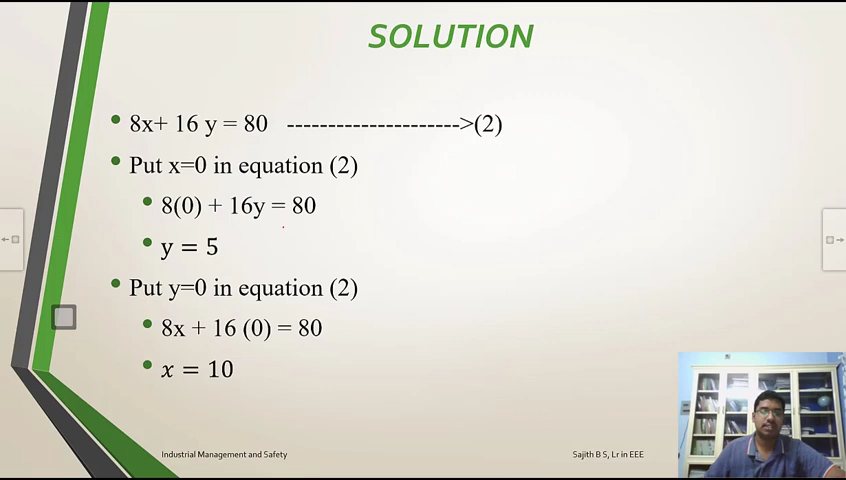 SOLUTION
8x+ 16 y = 80 --------------------->(2)
Put x=0 in equation (2)
8(0) + 16y = 80
y = 5
Put y=0 in equation (2)
8x + 16 (0) = 80
x = 10
Industrial Management and Safety
Sajith B S, Lr in EEE